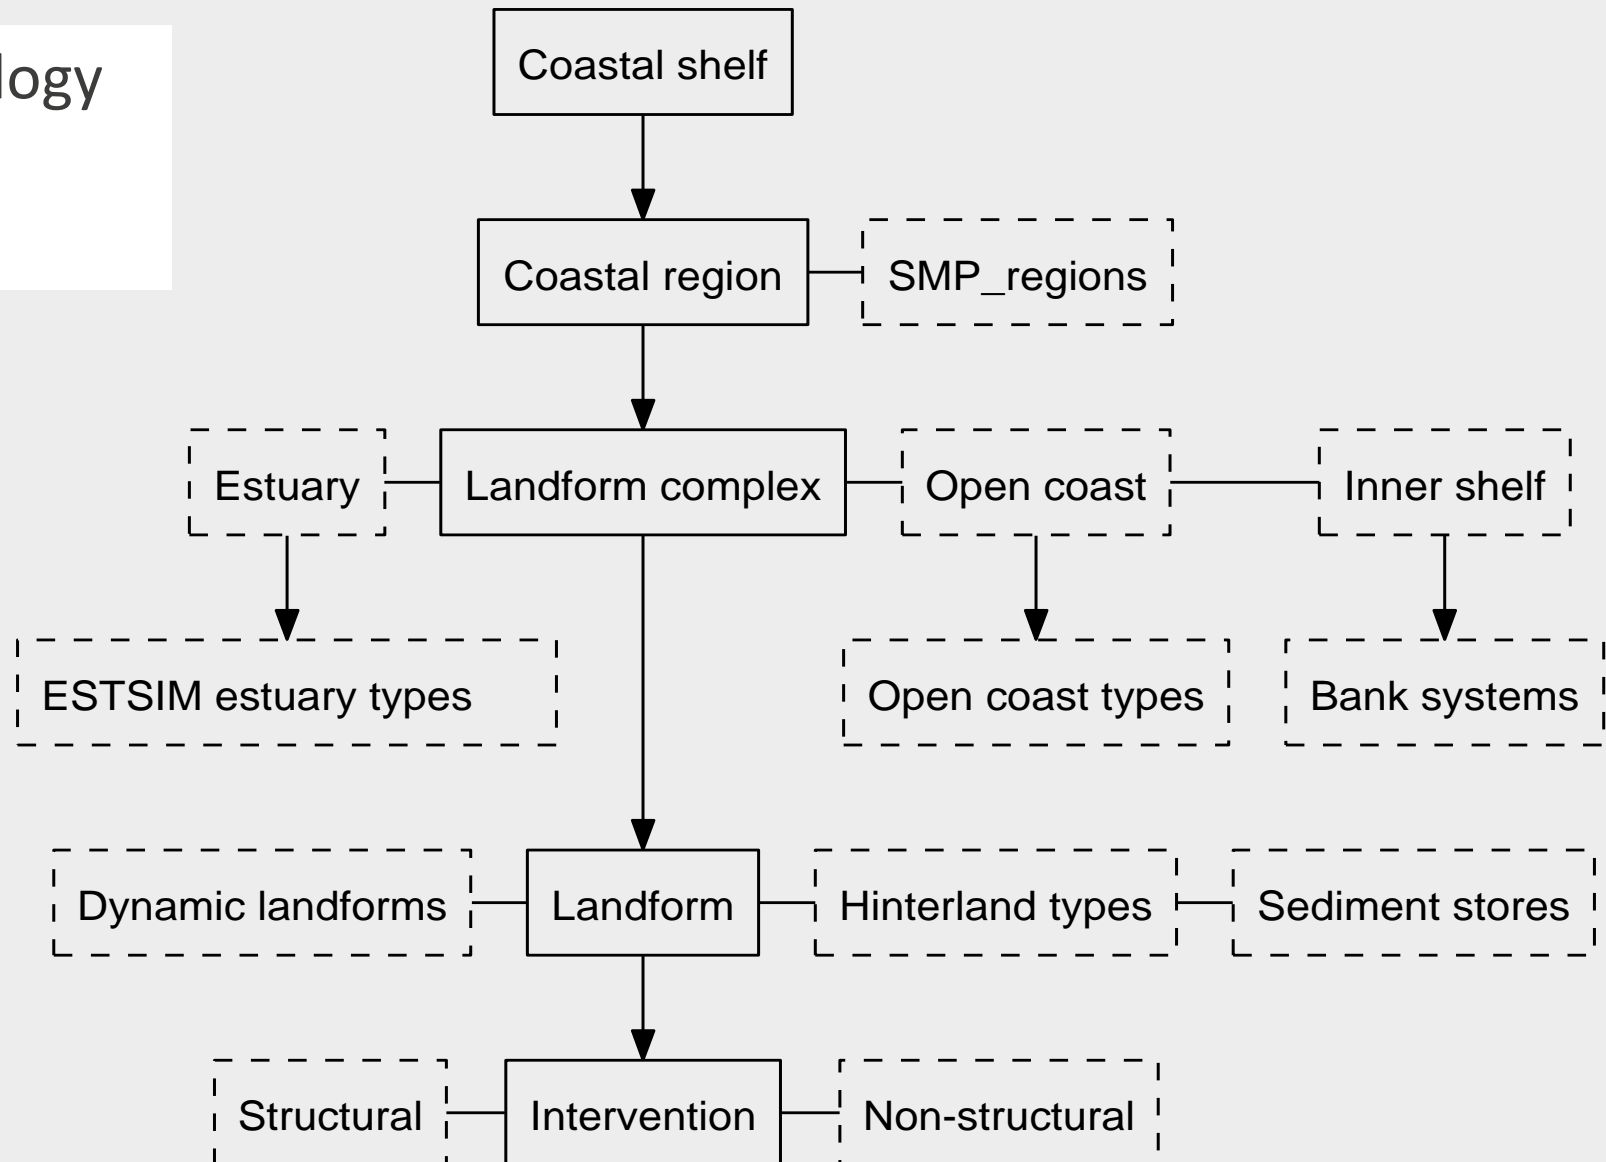 logy
Coastal shelf
Coastal region
SMP_regions
Estuary
Landform complex
Open coast
Inner shelf
ESTSIM estuary types
Open coast types
Bank systems
Dynamic landforms
Landform
Hinterland types
Sediment stores
Structural
Intervention
Non-structural